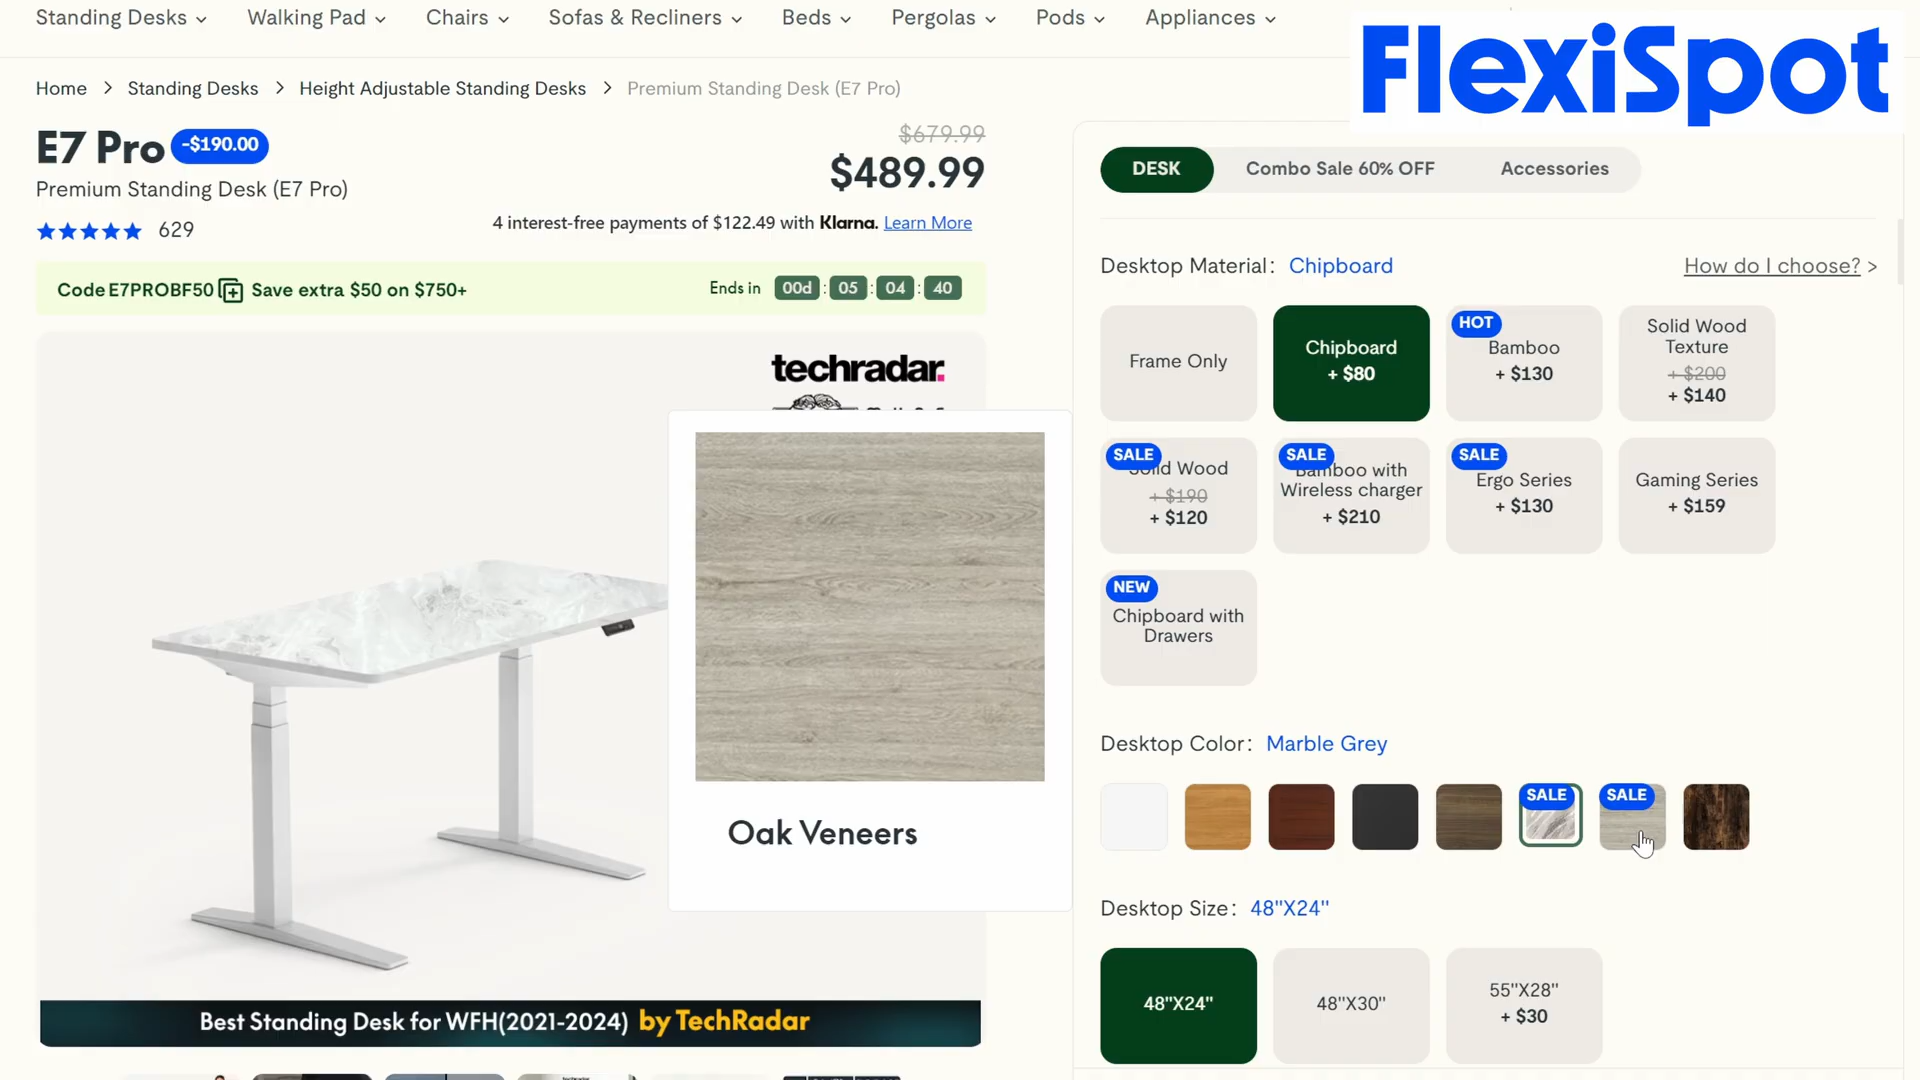 Standing Desks
Walking Pad
Chairs
Sofas & Recliners
Beds
Pergolas
Pods
Appliances
FlexiSpot
Home > Standing Desks > Height Adjustable Standing Desks > Premium Standing Desk (E7 Pro)
E7 Pro -$190.00
$679.99
$489.99
Premium Standing Desk (E7 Pro)
629
4 interest-free payments of $122.49 with Klarna. Learn More
Code E7PROBF50 Save extra $50 on $750+
Ends in 00d : 05 : 04 : 40
techradar.
Oak Veneers
Best Standing Desk for WFH(2021-2024) by TechRadar
DESK
Combo Sale 60% OFF
Accessories
Desktop Material: Chipboard
How do I choose? >
Frame Only
Chipboard
+ $80
HOT
Bamboo
+ $130
Solid Wood
Texture
+ $200
+ $140
SALE
Solid Wood
+ $190
+ $120
SALE
Bamboo with
Wireless charger
+ $210
SALE
Ergo Series
+ $130
Gaming Series
+ $159
NEW
Chipboard with
Drawers
Desktop Color: Marble Grey
SALE
SALE
Desktop Size: 48"X24"
48"X24"
48"X30"
55"X28"
+ $30